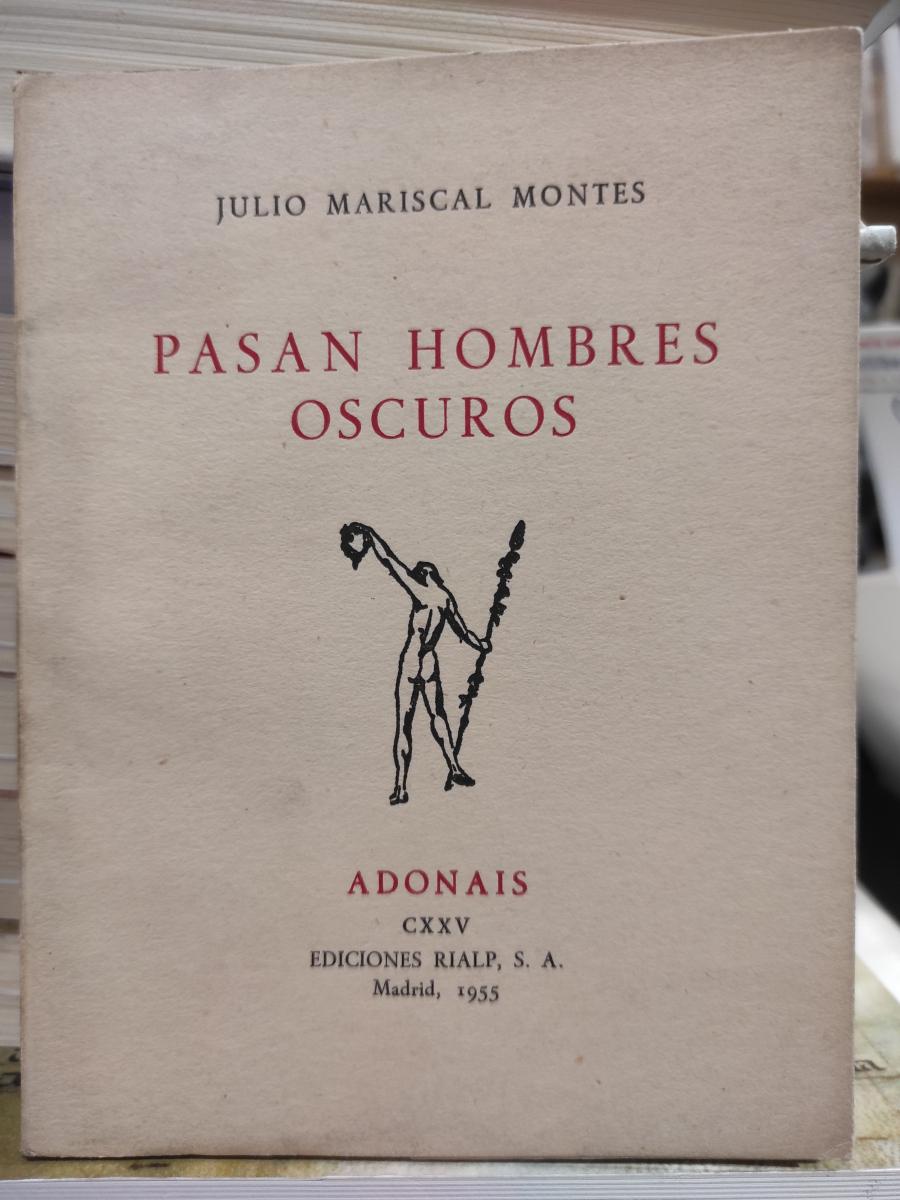 JULIO MARISCAL MONTES
PASAN HOMBRES
OSCUROS
ADONAIS
CXXV
EDICIONES RIALP, S. A.
Madrid, 1955